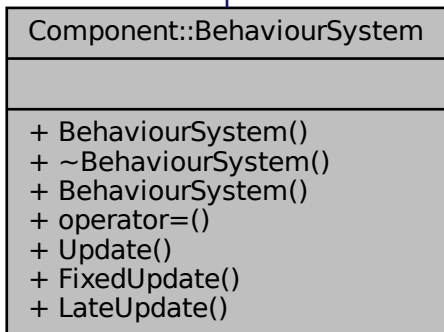 Component::BehaviourSystem
+ BehaviourSystem()
+ ~BehaviourSystem()
+ BehaviourSystem()
+ operator=()
+ Update()
+ FixedUpdate()
+ LateUpdate()